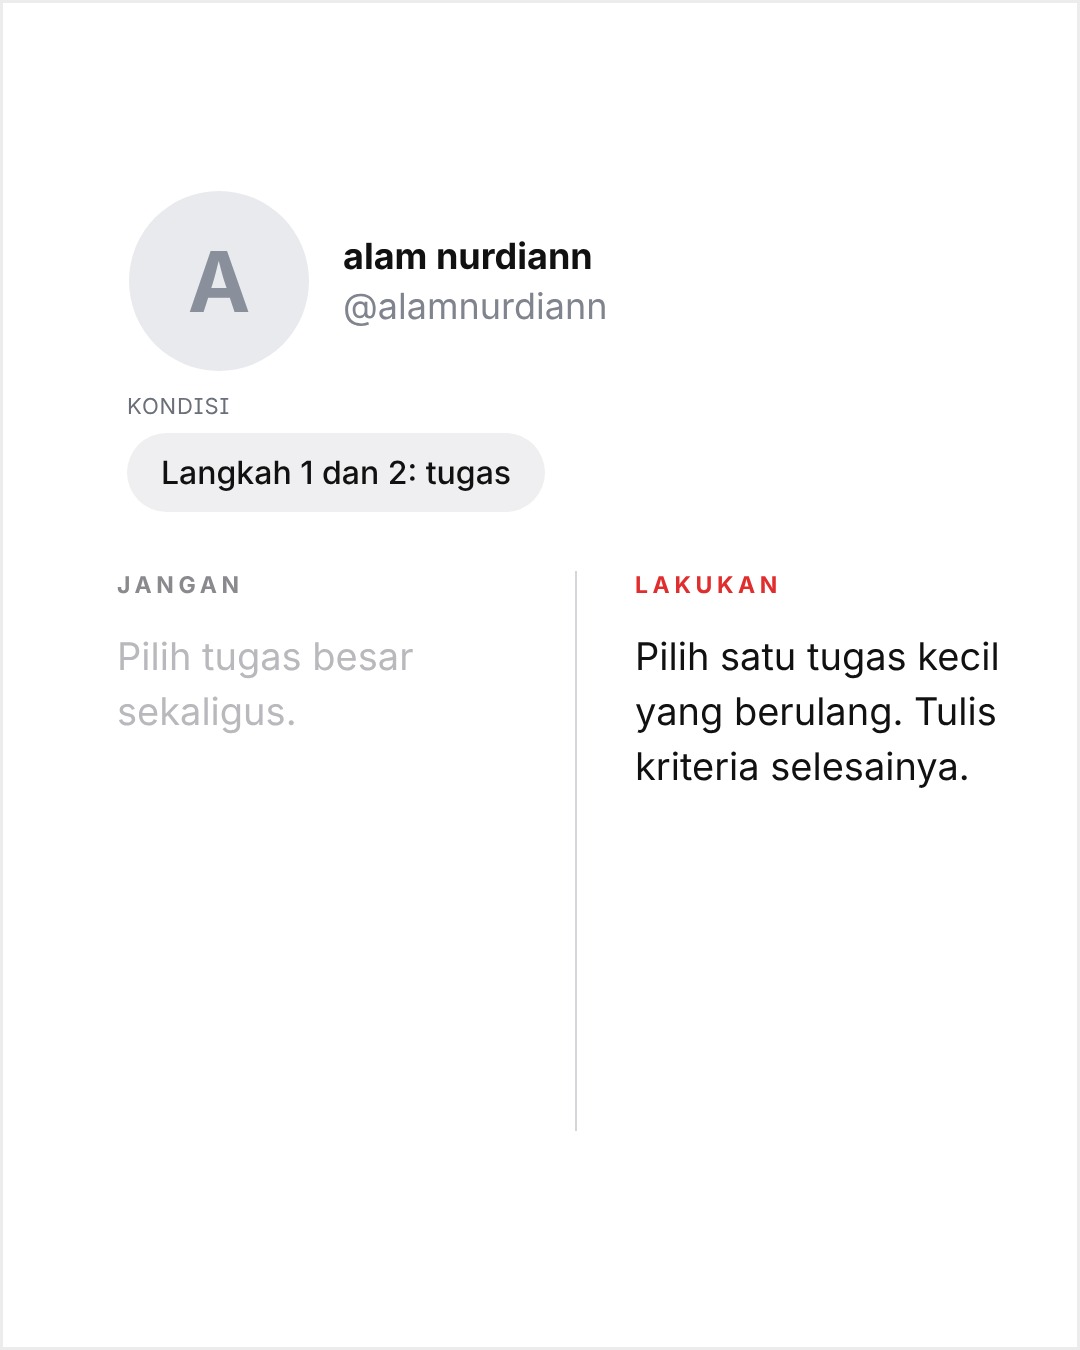 A
alam nurdiann
@alamnurdiann
KONDISI
Langkah 1 dan 2: tugas
JANGAN
Pilih tugas besar
sekaligus.
LAKUKAN
Pilih satu tugas kecil
yang berulang. Tulis
kriteria selesainya.